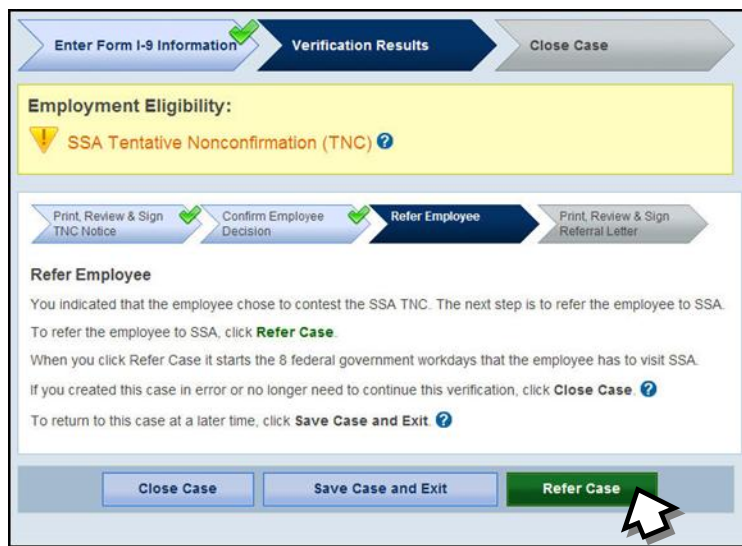 Enter Form I-9 Information
Verification Results
Close Case
Employment Eligibility:
SSA Tentative Nonconfirmation (TNC) ?
Print, Review & Sign
TNC Notice
Confirm Employee
Decision
Refer Employee
Print, Review & Sign
Referral Letter
Refer Employee
You indicated that the employee chose to contest the SSA TNC. The next step is to refer the employee to SSA.
To refer the employee to SSA, click Refer Case.
When you click Refer Case it starts the 8 federal government workdays that the employee has to visit SSA.
If you created this case in error or no longer need to continue this verification, click Close Case. ?
To return to this case at a later time, click Save Case and Exit. ?
Close Case
Save Case and Exit
Refer Case